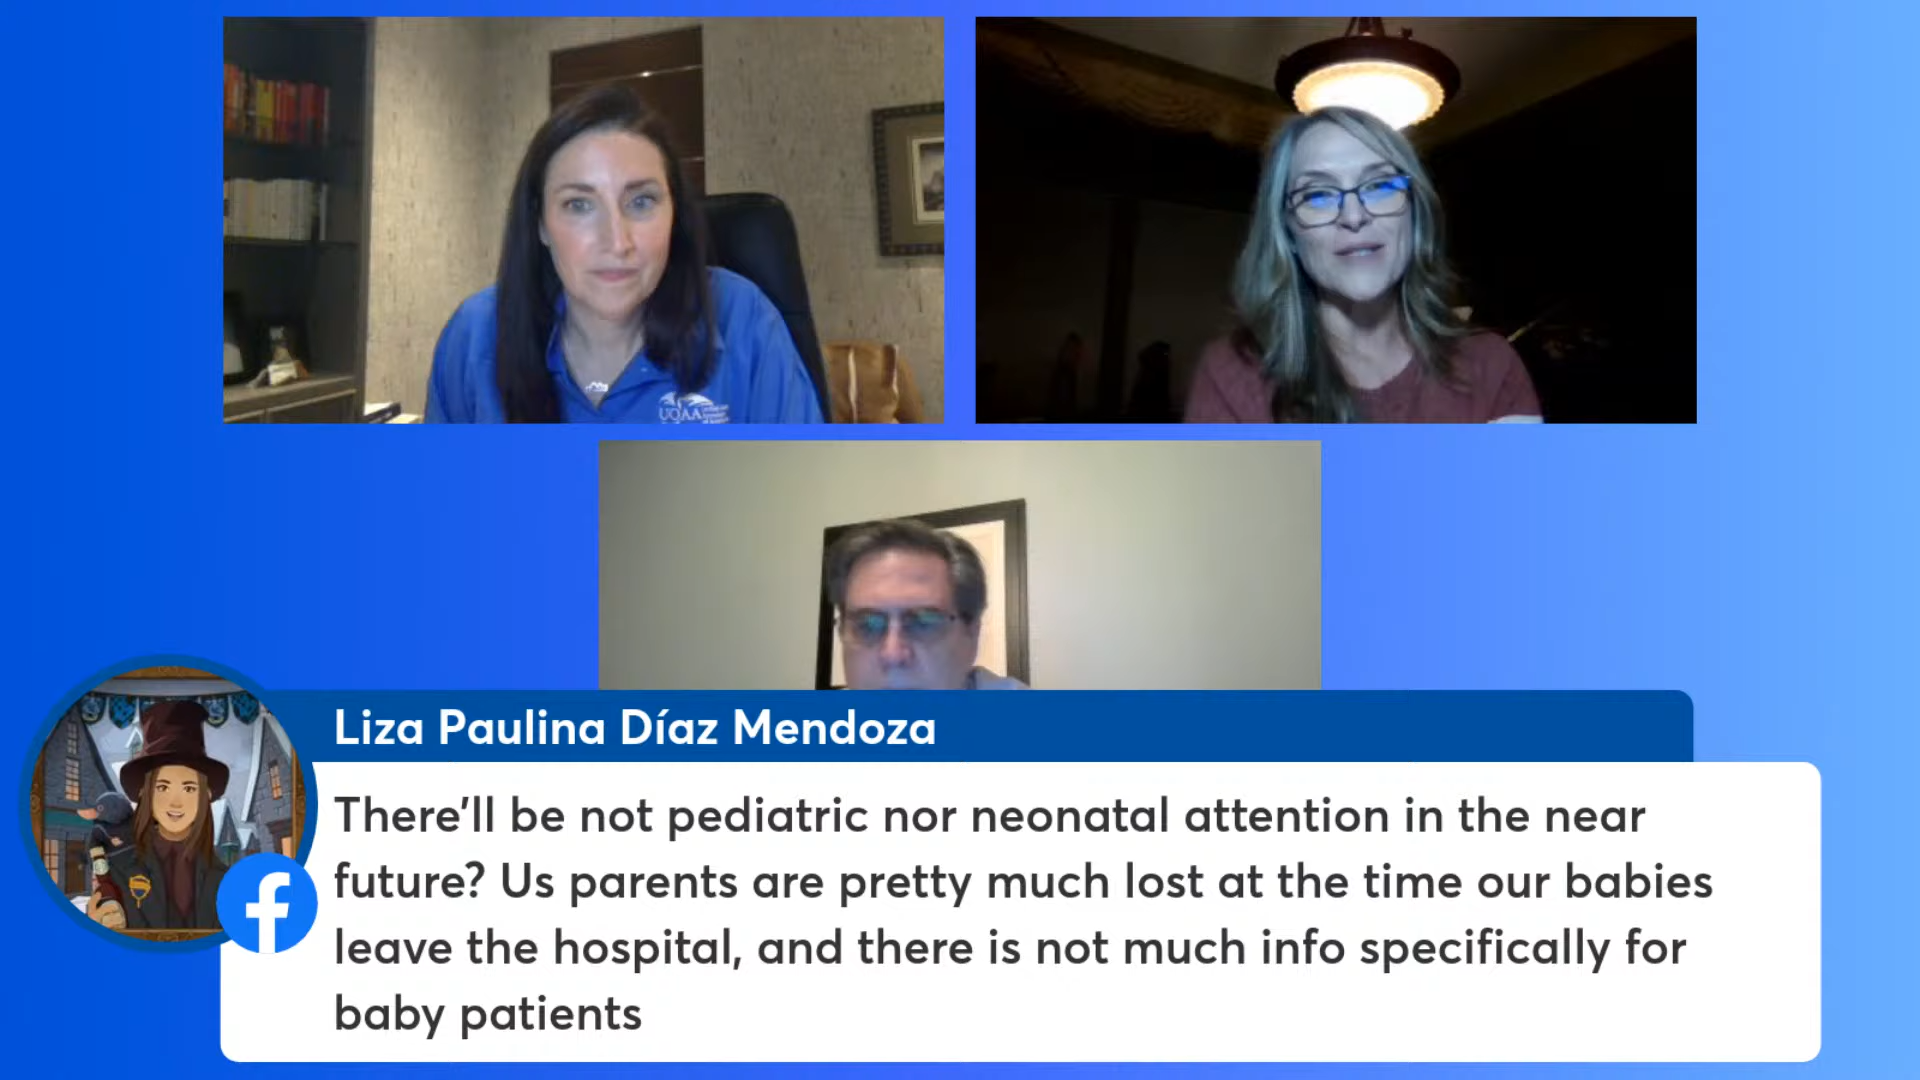 UOAA
Liza Paulina Díaz Mendoza
There'll be not pediatric nor neonatal attention in the near
future? Us parents are pretty much lost at the time our babies
leave the hospital, and there is not much info specifically for
baby patients